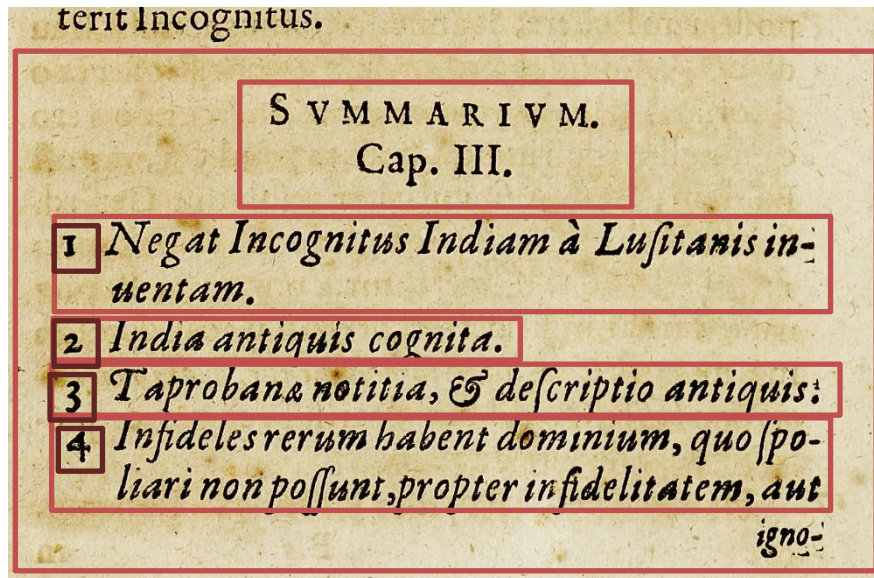 terit Incognitus.
SVMMARIVM.
Cap. III.
1 Negat Incognitus Indiam à Luſitanis in-
uentam.
2 India antiquis cognita.
3 Taprobanæ notitia, & deſcriptio antiquis.
4 Infideles rerum habent dominium, quo ſpo-
liari non poſſunt, propter infidelitatem, aut
igno-